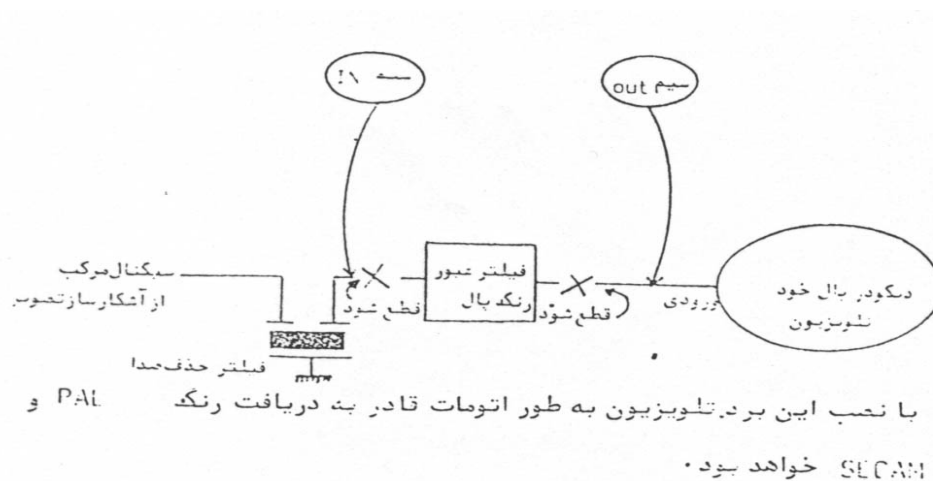 سیم
سیم out
سیگنال مرکب
از آشکارساز تصویر
فیلتر عبور
رنگ پال
قطع شود
قطع شود
ورودی
دیکودر پال خود
تلویزیون
فیلتر حذف صدا
با نصب این برد تلویزیون به طور اتومات قادر به دریافت رنگ PAL و
SECAM خواهد بود.